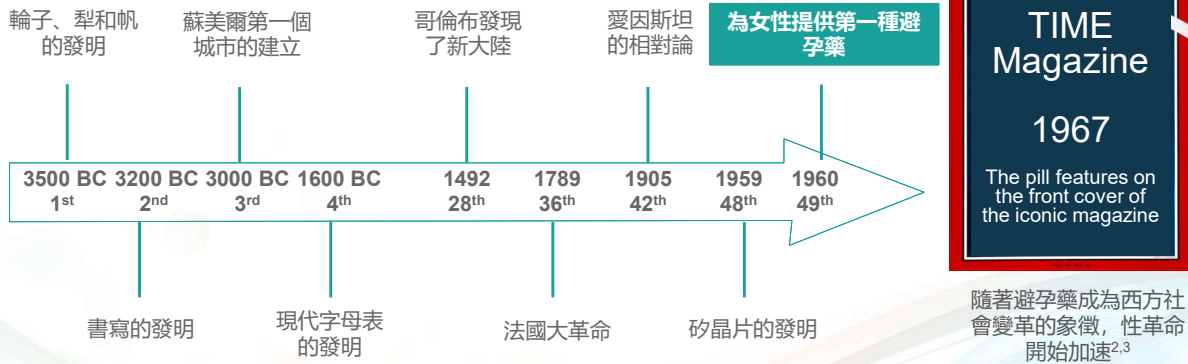 輪子、犁和帆
的發明
蘇美爾第一個
城市的建立
哥倫布發現
了新大陸
愛因斯坦
的相對論
為女性提供第一種避
孕藥
3500 BC 3200 BC 3000 BC 1600 BC 1492 1789 1905 1959 1960
1st 2nd 3rd 4th 28th 36th 42th 48th 49th
書寫的發明
現代字母表
的發明
法國大革命
矽晶片的發明
TIME
Magazine
1967
The pill features on
the front cover of
the iconic magazine
隨著避孕藥成為西方社
會變革的象徵，性革命
開始加速2,3